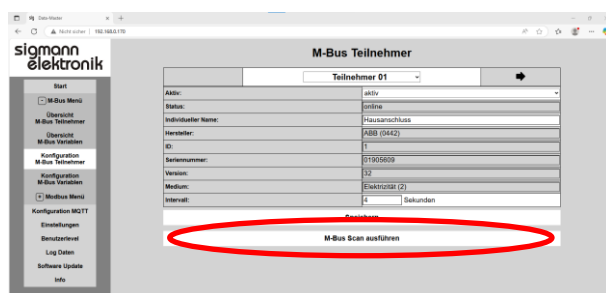 Data-Master
Nicht sicher | 192.168.0.170
sigmann
elektronik
M-Bus Teilnehmer
Teilnehmer 01
Start
M-Bus Menü
Übersicht
M-Bus Teilnehmer
Übersicht
M-Bus Variablen
Konfiguration
M-Bus Teilnehmer
Konfiguration
M-Bus Variablen
Modbus Menü
Konfiguration MQTT
Einstellungen
Benutzerlevel
Log Daten
Software Update
Info
Aktiv: aktiv
Status: online
Individueller Name: Hausanschluss
Hersteller: ABB (0442)
ID: 1
Seriennummer: 01905609
Version: 32
Medium: Elektrizität (2)
Intervall: 4 Sekunden
Speichern
M-Bus Scan ausführen